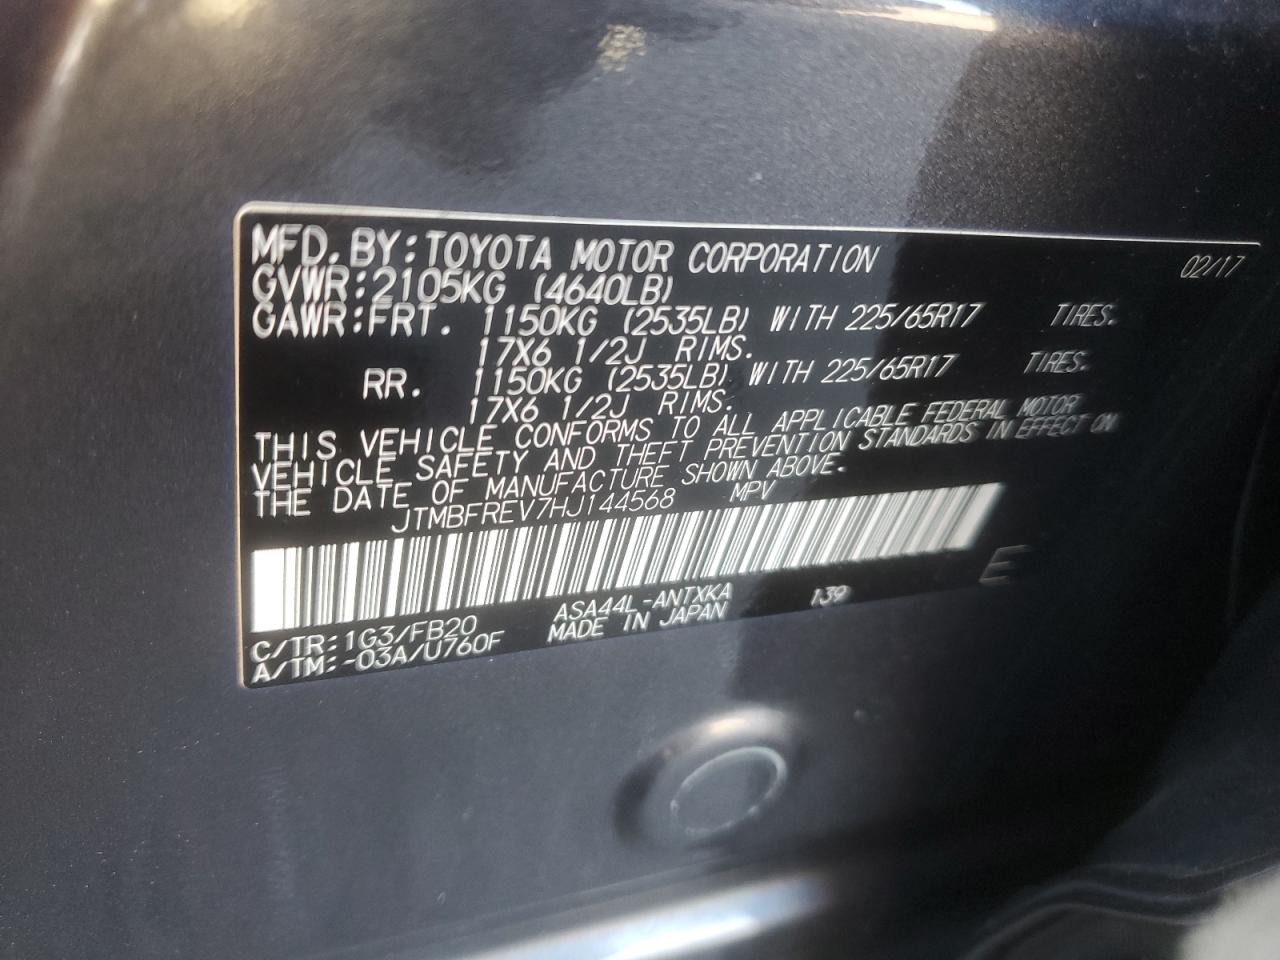 MFD. BY: TOYOTA MOTOR CORPORATION 02/17
GVWR: 2105KG (4640LB)
GAWR: FRT. 1150KG (2535LB) WITH 225/65R17 TIRES.
17X6 1/2J RIMS.
RR. 1150KG (2535LB) WITH 225/65R17 TIRES.
17X6 1/2J RIMS.
THIS VEHICLE CONFORMS TO ALL APPLICABLE FEDERAL MOTOR
VEHICLE SAFETY AND THEFT PREVENTION STANDARDS IN EFFECT ON
THE DATE OF MANUFACTURE SHOWN ABOVE.
JTMBFREV7HJ144568 MPV
E
C/TR: 1G3/FB20 ASA44L-ANTXKA 139
A/TM: -03A/U760F MADE IN JAPAN